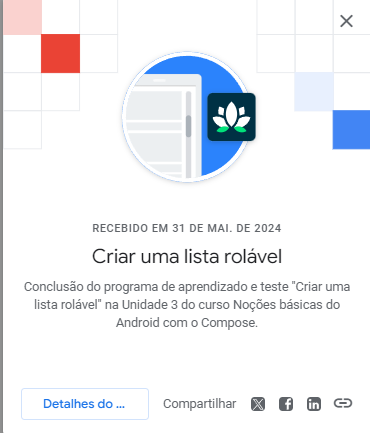 RECEBIDO EM 31 DE MAI. DE 2024
Criar uma lista rolável
Conclusão do programa de aprendizado e teste "Criar uma
lista rolável" na Unidade 3 do curso Noções básicas do
Android com o Compose.
Detalhes do ...
Compartilhar